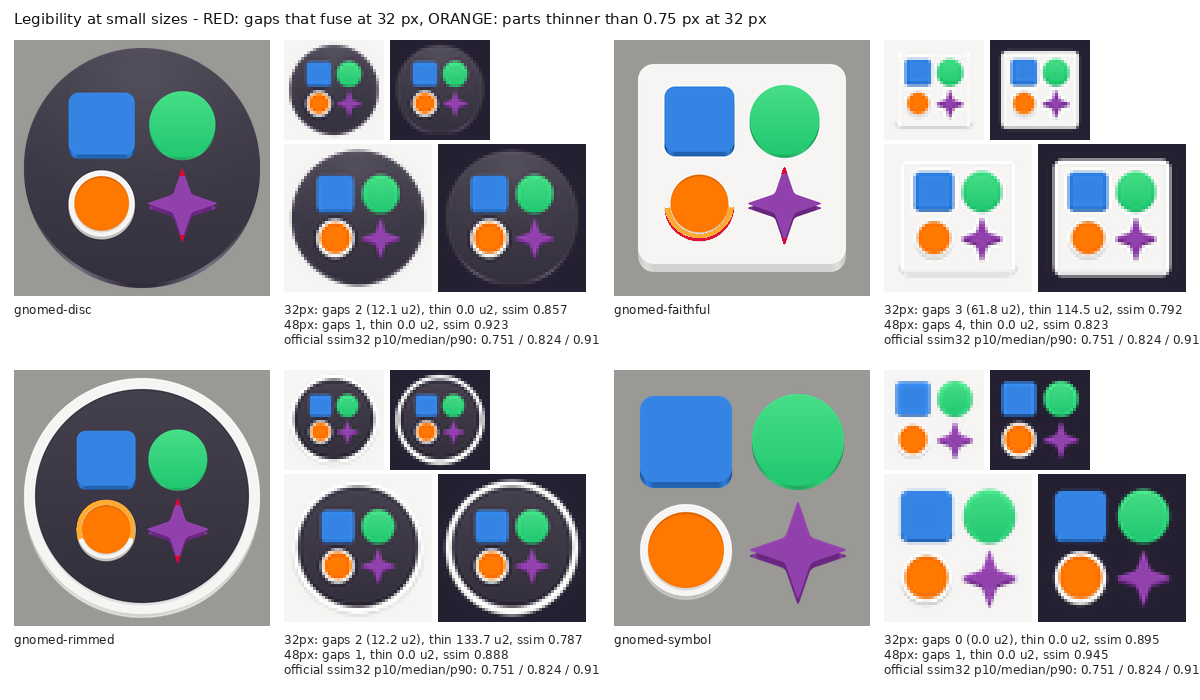 Legibility at small sizes - RED: gaps that fuse at 32 px, ORANGE: parts thinner than 0.75 px at 32 px
gnomed-disc
32px: gaps 2 (12.1 u2), thin 0.0 u2, ssim 0.857
48px: gaps 1, thin 0.0 u2, ssim 0.923
official ssim32 p10/median/p90: 0.751 / 0.824 / 0.91
gnomed-faithful
32px: gaps 3 (61.8 u2), thin 114.5 u2, ssim 0.792
48px: gaps 4, thin 0.0 u2, ssim 0.823
official ssim32 p10/median/p90: 0.751 / 0.824 / 0.91
gnomed-rimmed
32px: gaps 2 (12.2 u2), thin 133.7 u2, ssim 0.787
48px: gaps 1, thin 0.0 u2, ssim 0.888
official ssim32 p10/median/p90: 0.751 / 0.824 / 0.91
gnomed-symbol
32px: gaps 0 (0.0 u2), thin 0.0 u2, ssim 0.895
48px: gaps 1, thin 0.0 u2, ssim 0.945
official ssim32 p10/median/p90: 0.751 / 0.824 / 0.91